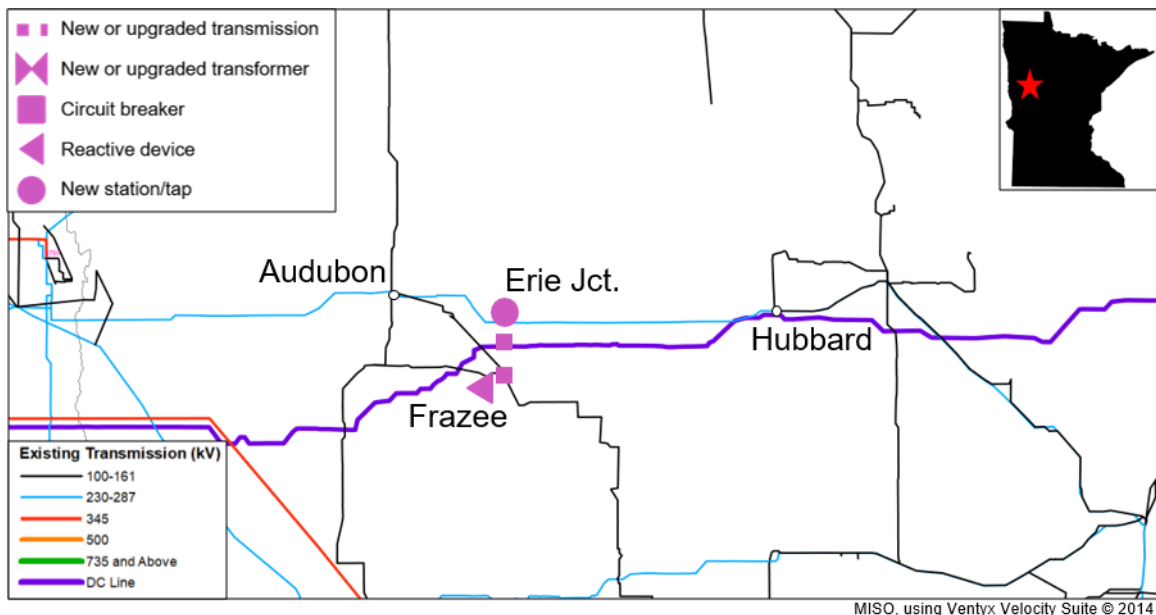 New or upgraded transmission
New or upgraded transformer
Circuit breaker
Reactive device
New station/tap
Audubon
Erie Jct.
Hubbard
Frazee
Existing Transmission (kV)
100-161
230-287
345
500
735 and Above
DC Line
MISO, using Ventyx Velocity Suite © 2014